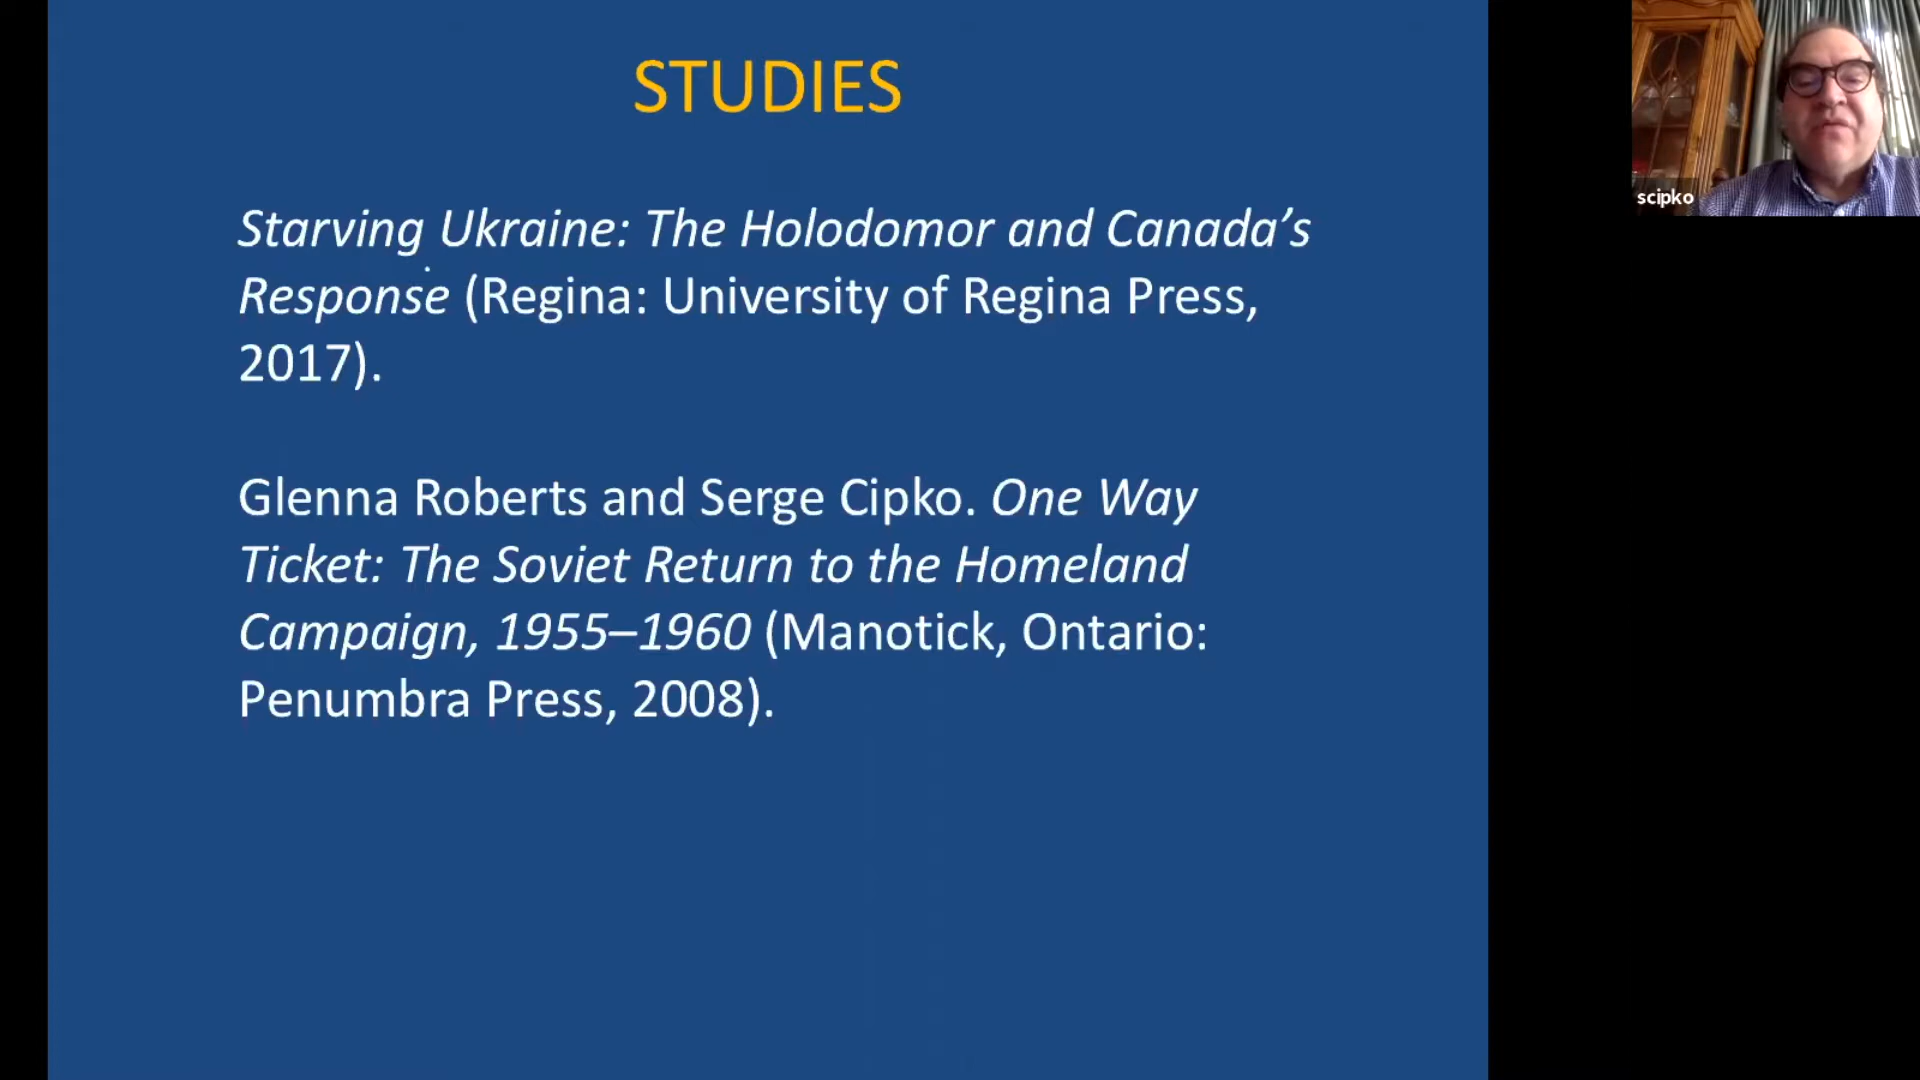 STUDIES
Starving Ukraine: The Holodomor and Canada’s
Response (Regina: University of Regina Press,
2017).
Glenna Roberts and Serge Cipko. One Way
Ticket: The Soviet Return to the Homeland
Campaign, 1955–1960 (Manotick, Ontario:
Penumbra Press, 2008).
scipko